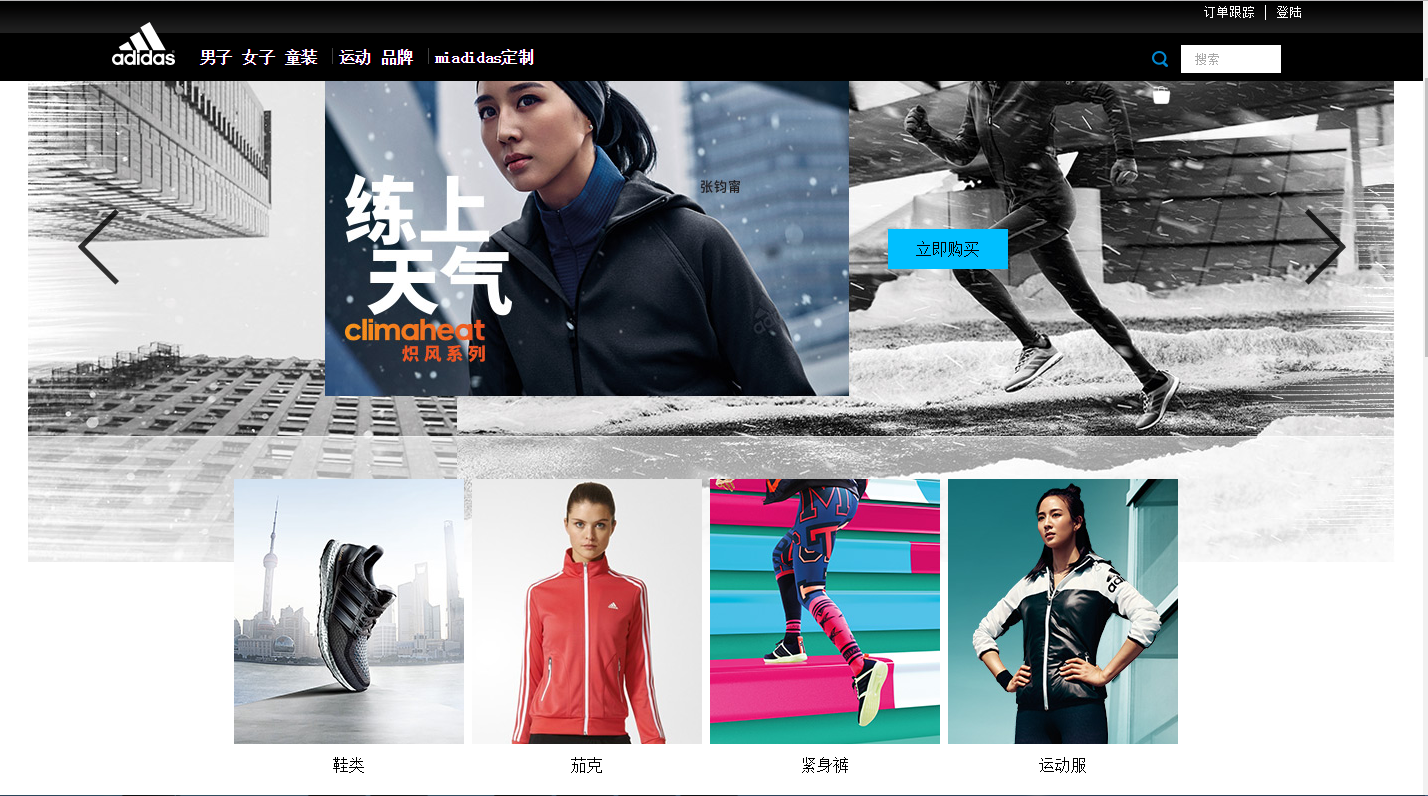 订单跟踪 登陆
adidas 男子 女子 童装 运动 品牌 miadidas定制
搜索
张钧甯
练上
天气
climaheat
炽风系列
立即购买
鞋类 茄克 紧身裤 运动服